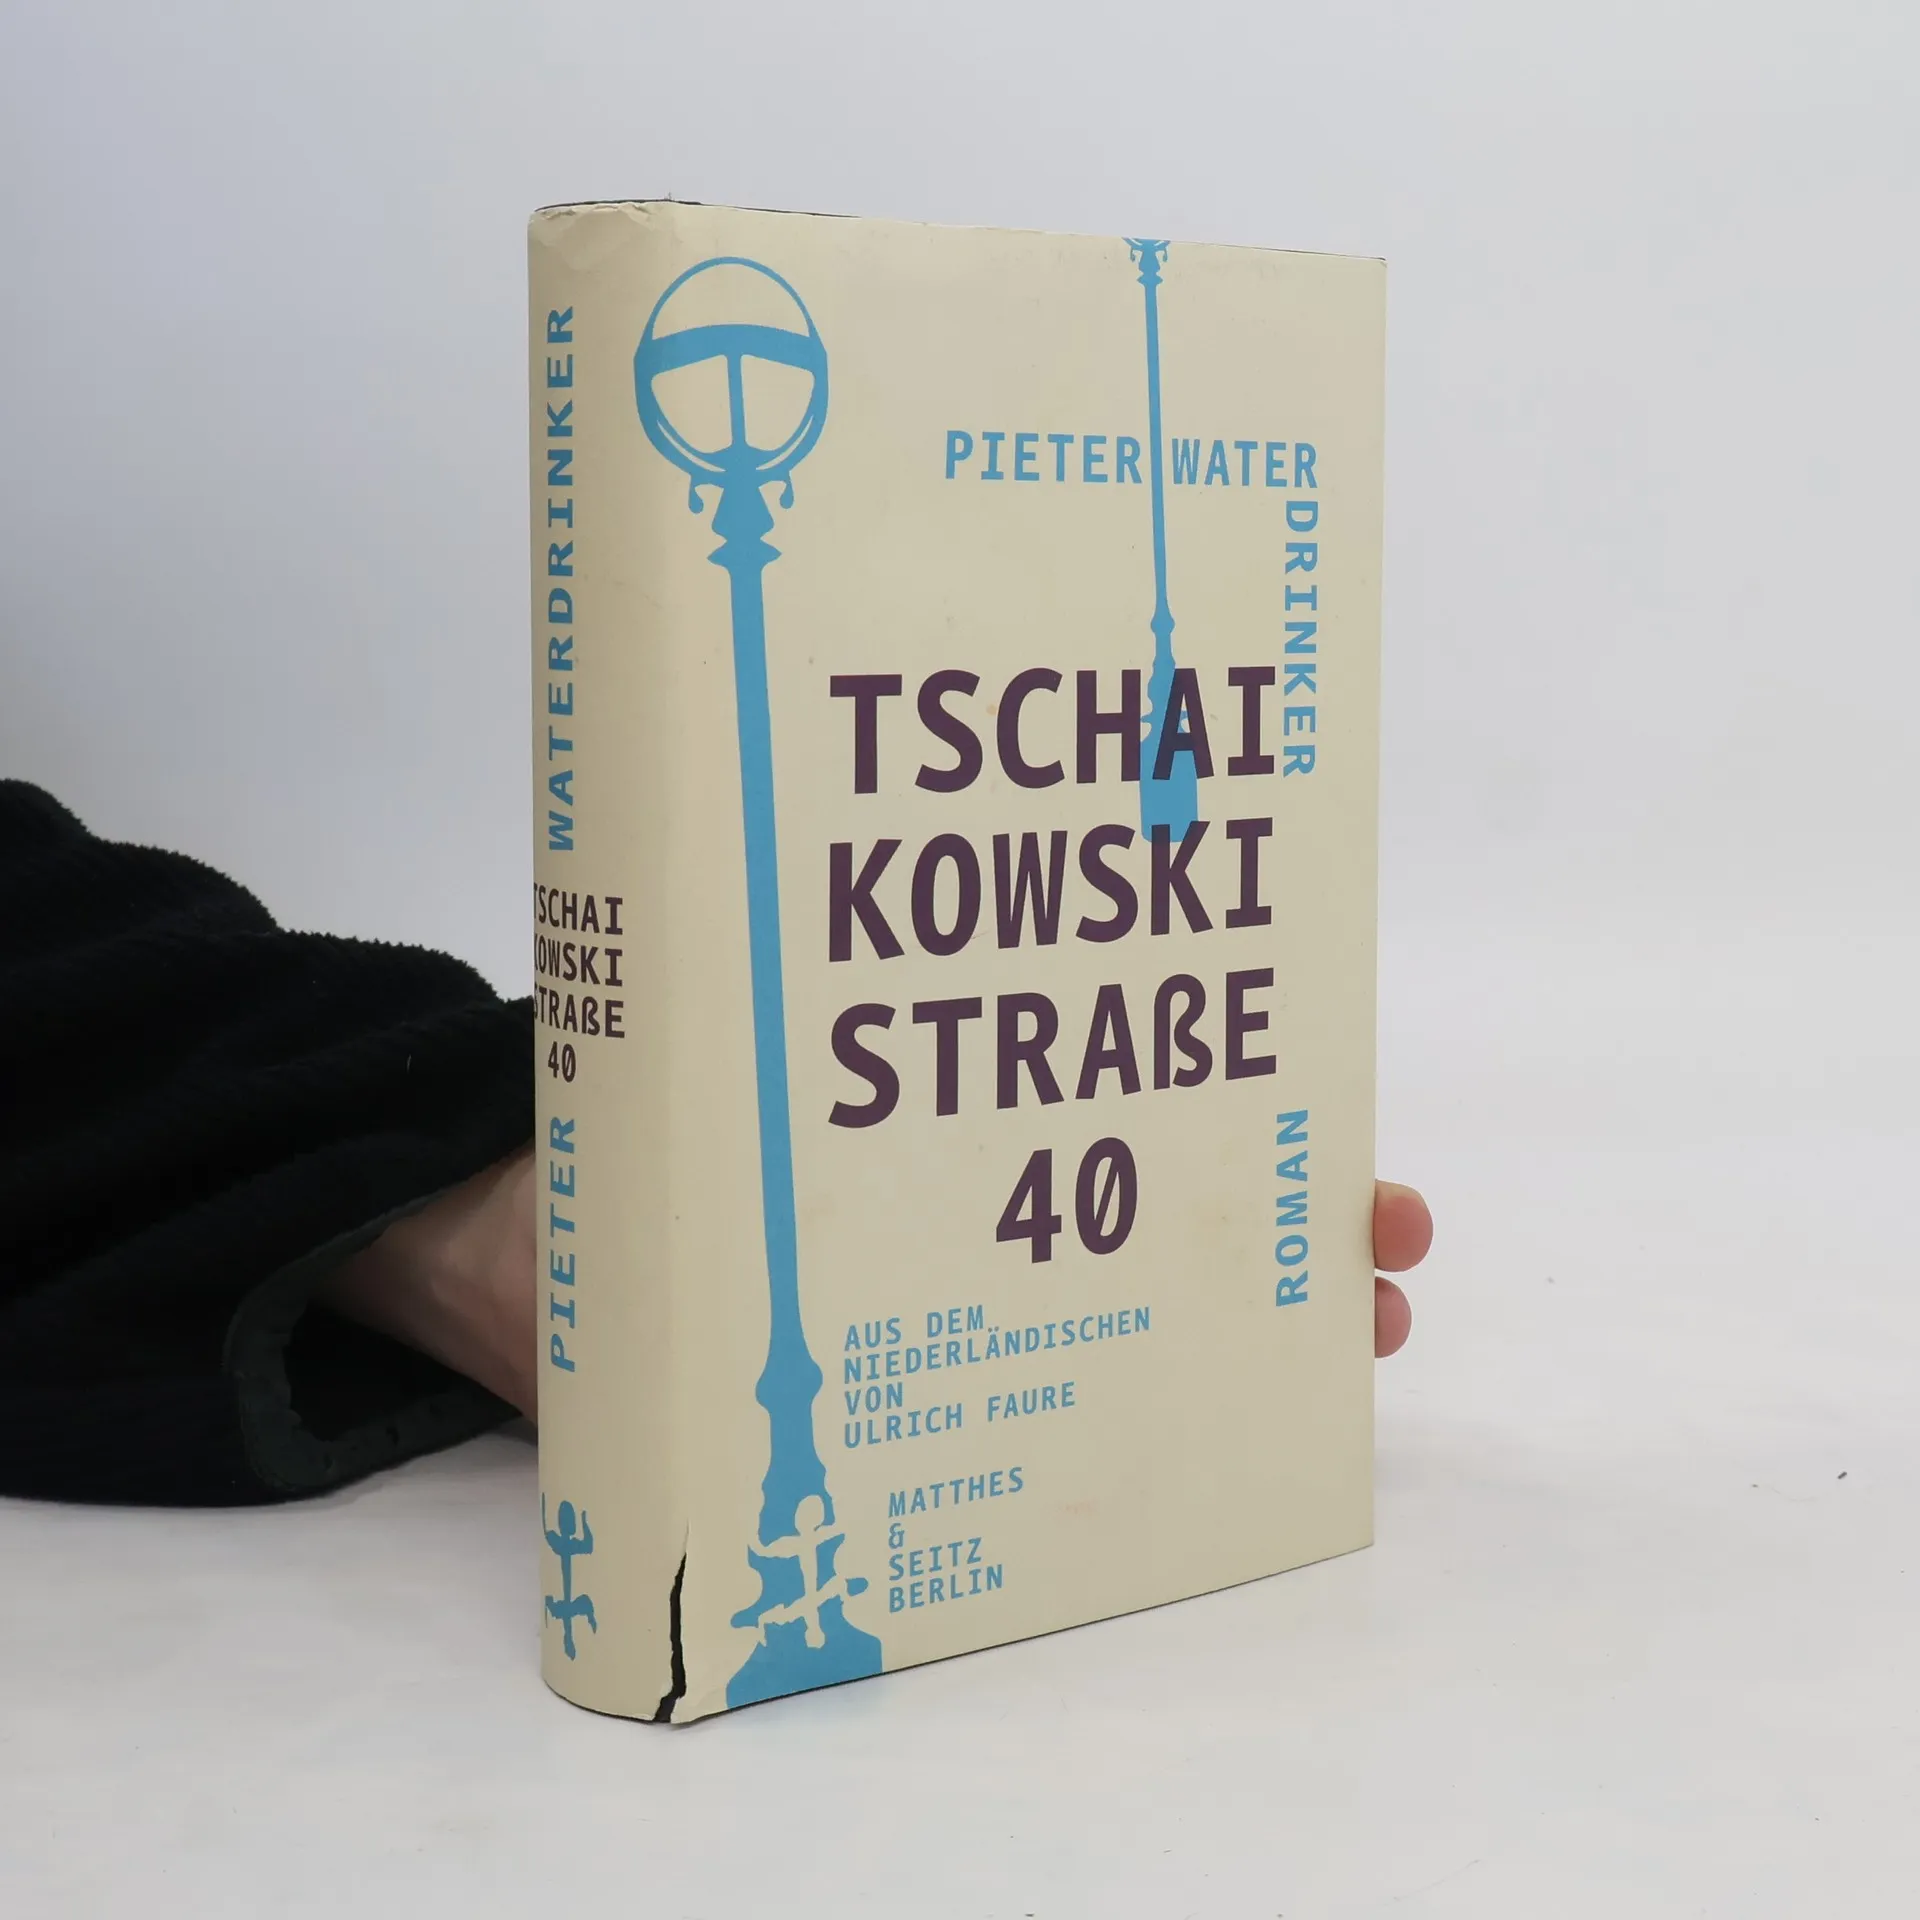 PIETER WATERDRINKER
TSCHAI
KOWSKI
STRAßE
40
PIETER WATER
DRINKER
TSCHAI
KOWSKI
STRAßE
40
ROMAN
AUS DEM
NIEDERLÄNDISCHEN
VON
ULRICH FAURE
MATTHES
&
SEITZ
BERLIN